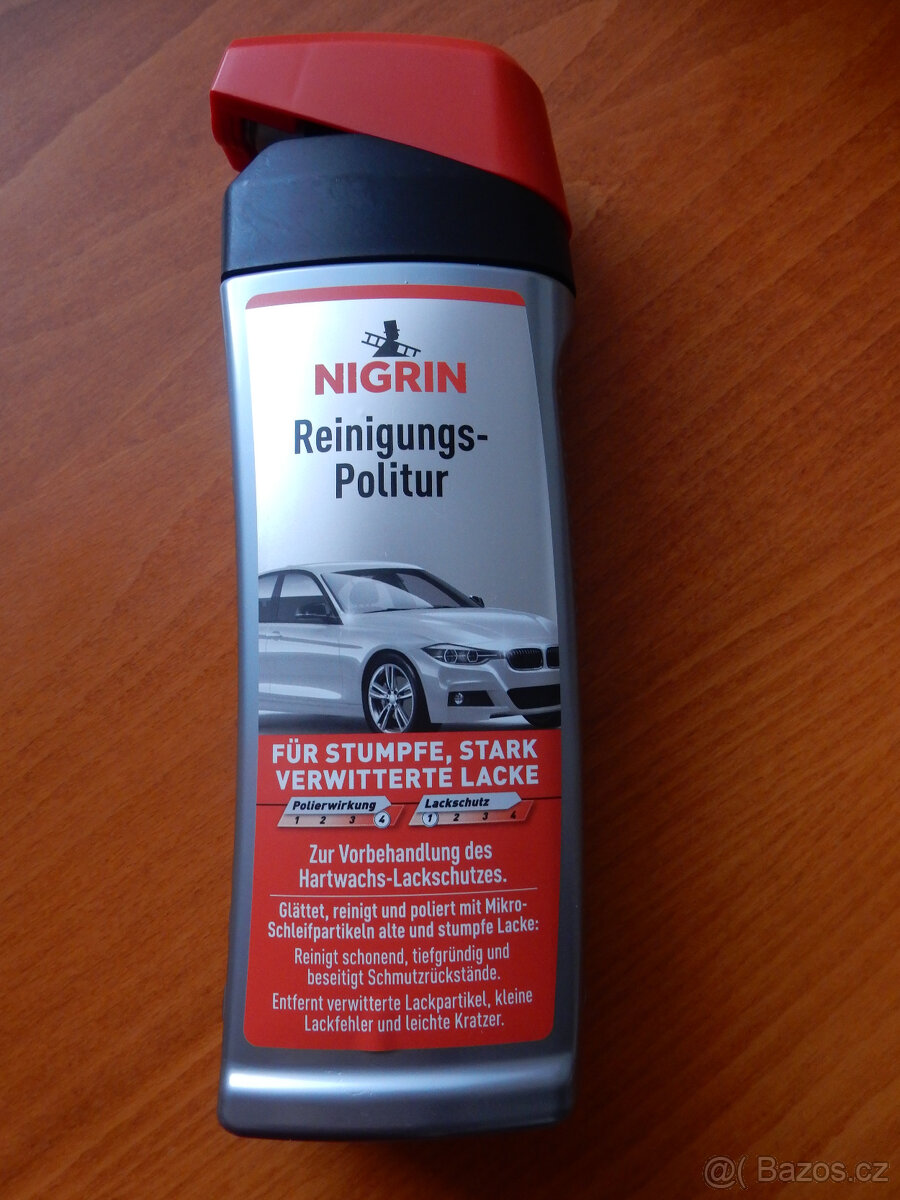 NIGRIN
Reinigungs-
Politur
FÜR STUMPFE, STARK
VERWITTERTE LACKE
Polierwirkung
1 2 3 4
Lackschutz
1 2 3 4
Zur Vorbehandlung des
Hartwachs-Lackschutzes.
Glättet, reinigt und poliert mit Mikro-
Schleifpartikeln alte und stumpfe Lacke:
Reinigt schonend, tiefgründig und
beseitigt Schmutzrückstände.
Entfernt verwitterte Lackpartikel, kleine
Lackfehler und leichte Kratzer.
@( Bazos.cz